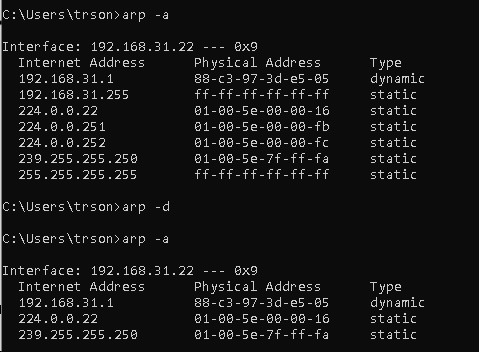 C:\Users\trson>arp -a
Interface: 192.168.31.22 --- 0x9
Internet Address Physical Address Type
192.168.31.1 88-c3-97-3d-e5-05 dynamic
192.168.31.255 ff-ff-ff-ff-ff-ff static
224.0.0.22 01-00-5e-00-00-16 static
224.0.0.251 01-00-5e-00-00-fb static
224.0.0.252 01-00-5e-00-00-fc static
239.255.255.250 01-00-5e-7f-ff-fa static
255.255.255.255 ff-ff-ff-ff-ff-ff static
C:\Users\trson>arp -d
C:\Users\trson>arp -a
Interface: 192.168.31.22 --- 0x9
Internet Address Physical Address Type
192.168.31.1 88-c3-97-3d-e5-05 dynamic
224.0.0.22 01-00-5e-00-00-16 static
239.255.255.250 01-00-5e-7f-ff-fa static